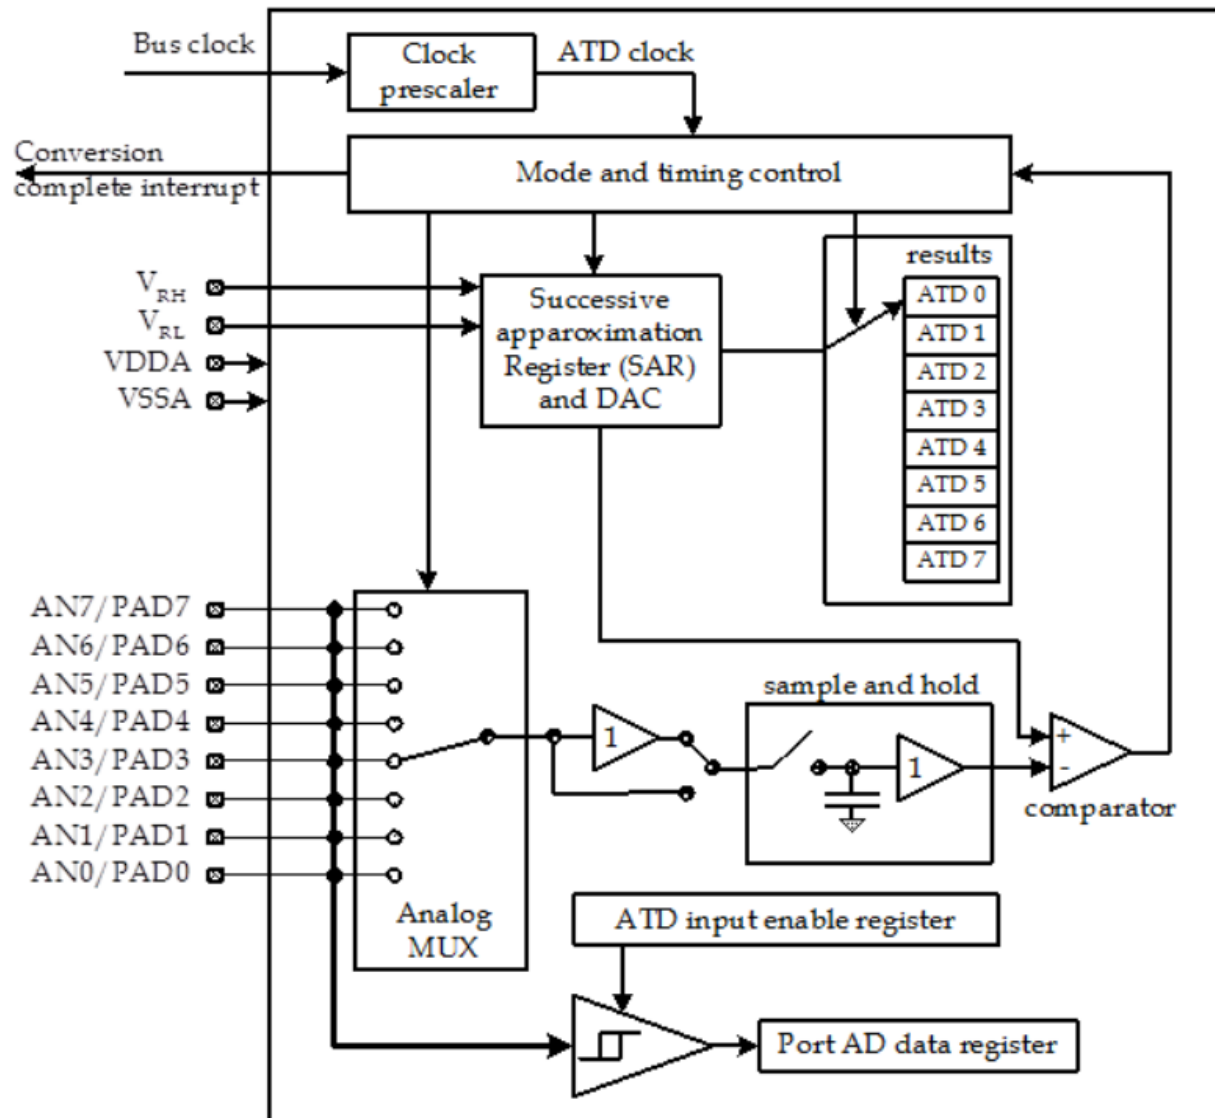 Bus clock
Clock
prescaler
ATD clock
Conversion
complete interrupt
Mode and timing control
results
V_RH
V_RL
VDDA
VSSA
Successive
apparoximation
Register (SAR)
and DAC
ATD 0
ATD 1
ATD 2
ATD 3
ATD 4
ATD 5
ATD 6
ATD 7
AN7/PAD7
AN6/PAD6
AN5/PAD5
AN4/PAD4
AN3/PAD3
AN2/PAD2
AN1/PAD1
AN0/PAD0
Analog
MUX
1
sample and hold
1
+
-
comparator
ATD input enable register
Port AD data register